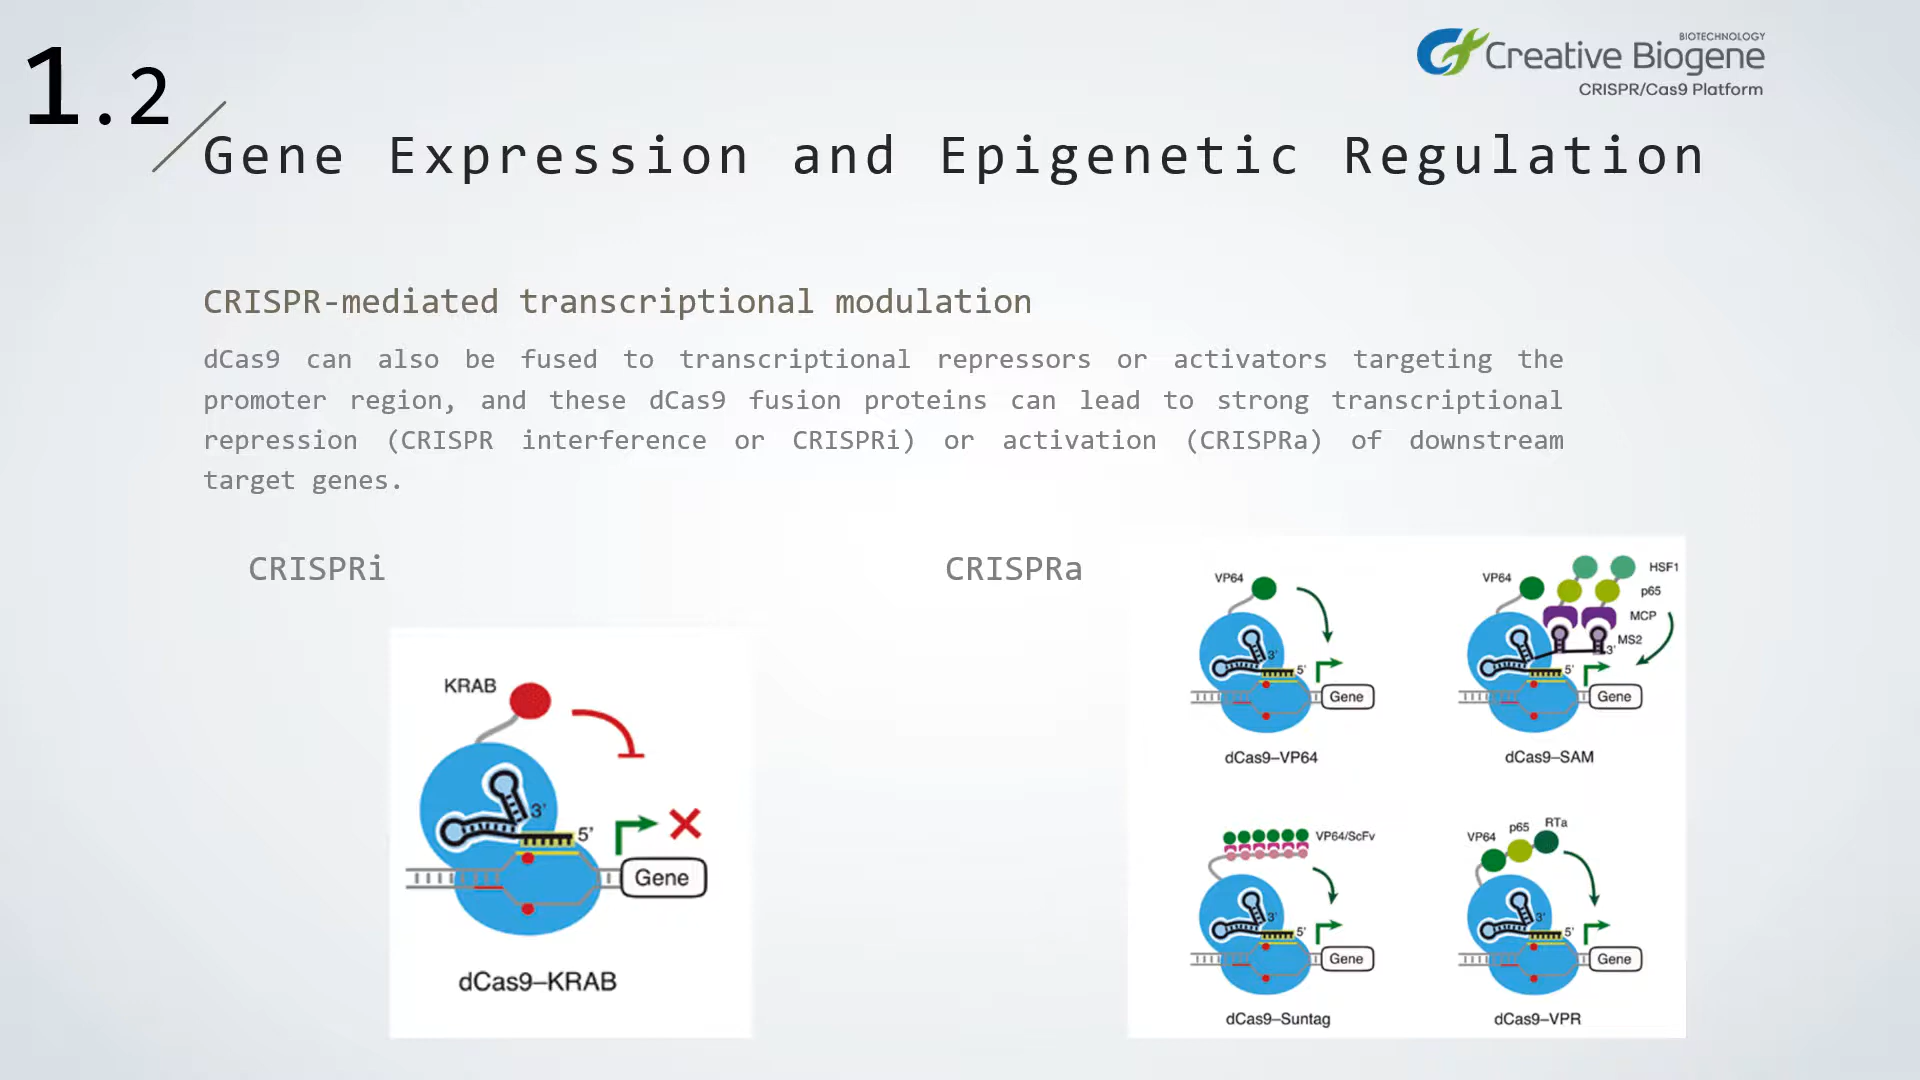 1.2
BIOTECHNOLOGY
Creative Biogene
CRISPR/Cas9 Platform
Gene Expression and Epigenetic Regulation
CRISPR-mediated transcriptional modulation
dCas9 can also be fused to transcriptional repressors or activators targeting the
promoter region, and these dCas9 fusion proteins can lead to strong transcriptional
repression (CRISPR interference or CRISPRi) or activation (CRISPRa) of downstream
target genes.
CRISPRi
KRAB
3'
5'
Gene
dCas9–KRAB
CRISPRa
VP64
3'
5'
Gene
dCas9–VP64
VP64
HSF1
p65
MCP
MS2
3'
5'
Gene
dCas9–SAM
VP64/ScFv
3'
5'
Gene
dCas9–Suntag
VP64
p65
RTa
3'
5'
Gene
dCas9–VPR